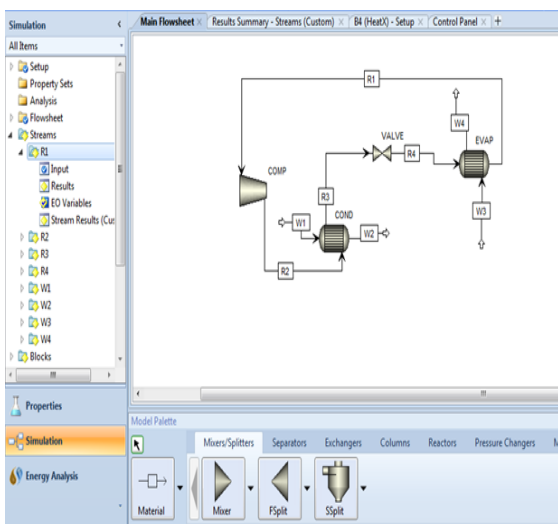 Simulation <
Main Flowsheet × Results Summary - Streams (Custom) × B4 (HeatX) - Setup × Control Panel × +
All Items
Setup
Property Sets
Analysis
Flowsheet
Streams
R1
Input
Results
EO Variables
Stream Results (Cus
R2
R3
R4
W1
W2
W3
W4
Blocks
Properties
Simulation
Energy Analysis
R1
W4
EVAP
VALVE
R4
COMP
R3
W3
COND
W1
W2
R2
Model Palette
Mixers/Splitters Separators Exchangers Columns Reactors Pressure Changers M
Material Mixer FSplit SSplit